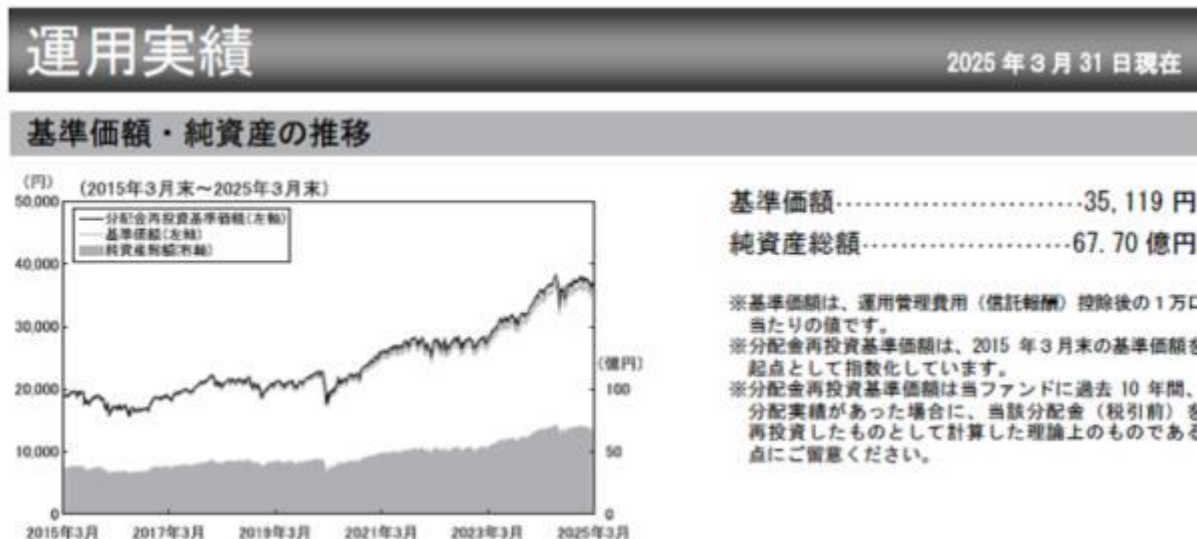 運用実績
2025年3月31日現在
基準価額・純資産の推移
(円)
(2015年3月末～2025年3月末)
50,000
40,000
30,000
20,000
10,000
0
分配金再投資基準価額(左軸)
基準価額(左軸)
純資産総額(右軸)
(億円)
100
50
0
2015年3月 2017年3月 2019年3月 2021年3月 2023年3月 2025年3月
基準価額‥‥‥‥‥‥‥‥‥‥‥‥35,119 円
純資産総額‥‥‥‥‥‥‥‥‥‥67.70 億円
※基準価額は、運用管理費用（信託報酬）控除後の1万口
当たりの値です。
※分配金再投資基準価額は、2015 年3月末の基準価額を
起点として指数化しています。
※分配金再投資基準価額は当ファンドに過去 10 年間、
分配実績があった場合に、当該分配金（税引前）を
再投資したものとして計算した理論上のものである
点にご留意ください。